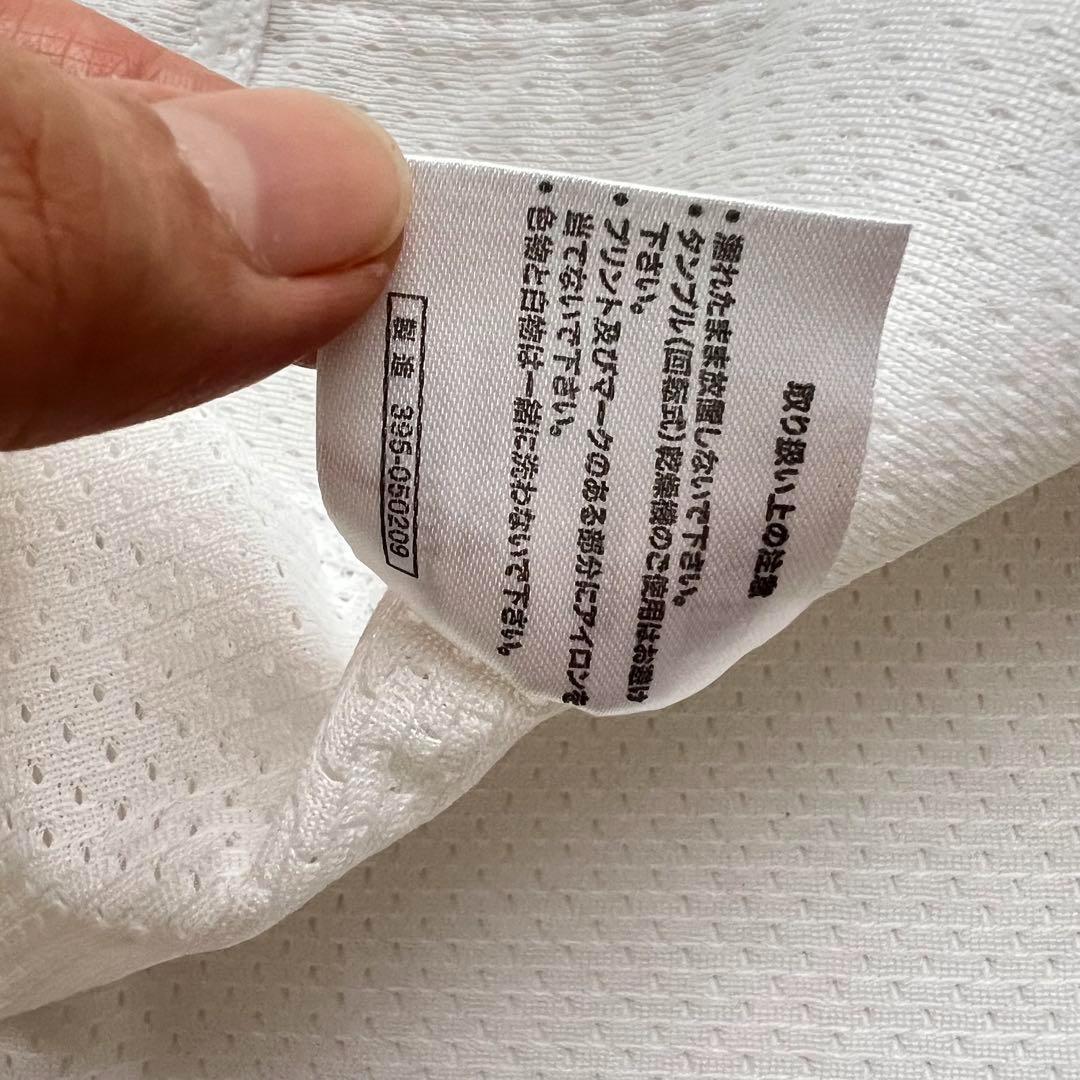 取り扱い上の注意
・濡れたまま放置しないで下さい。
・タンブル(回転式)乾燥機のご使用はお避け
下さい。
・プリント及びマークのある部分にアイロンを
当てないで下さい。
・色物と白物は一緒に洗わないで下さい。
製造 395-050209